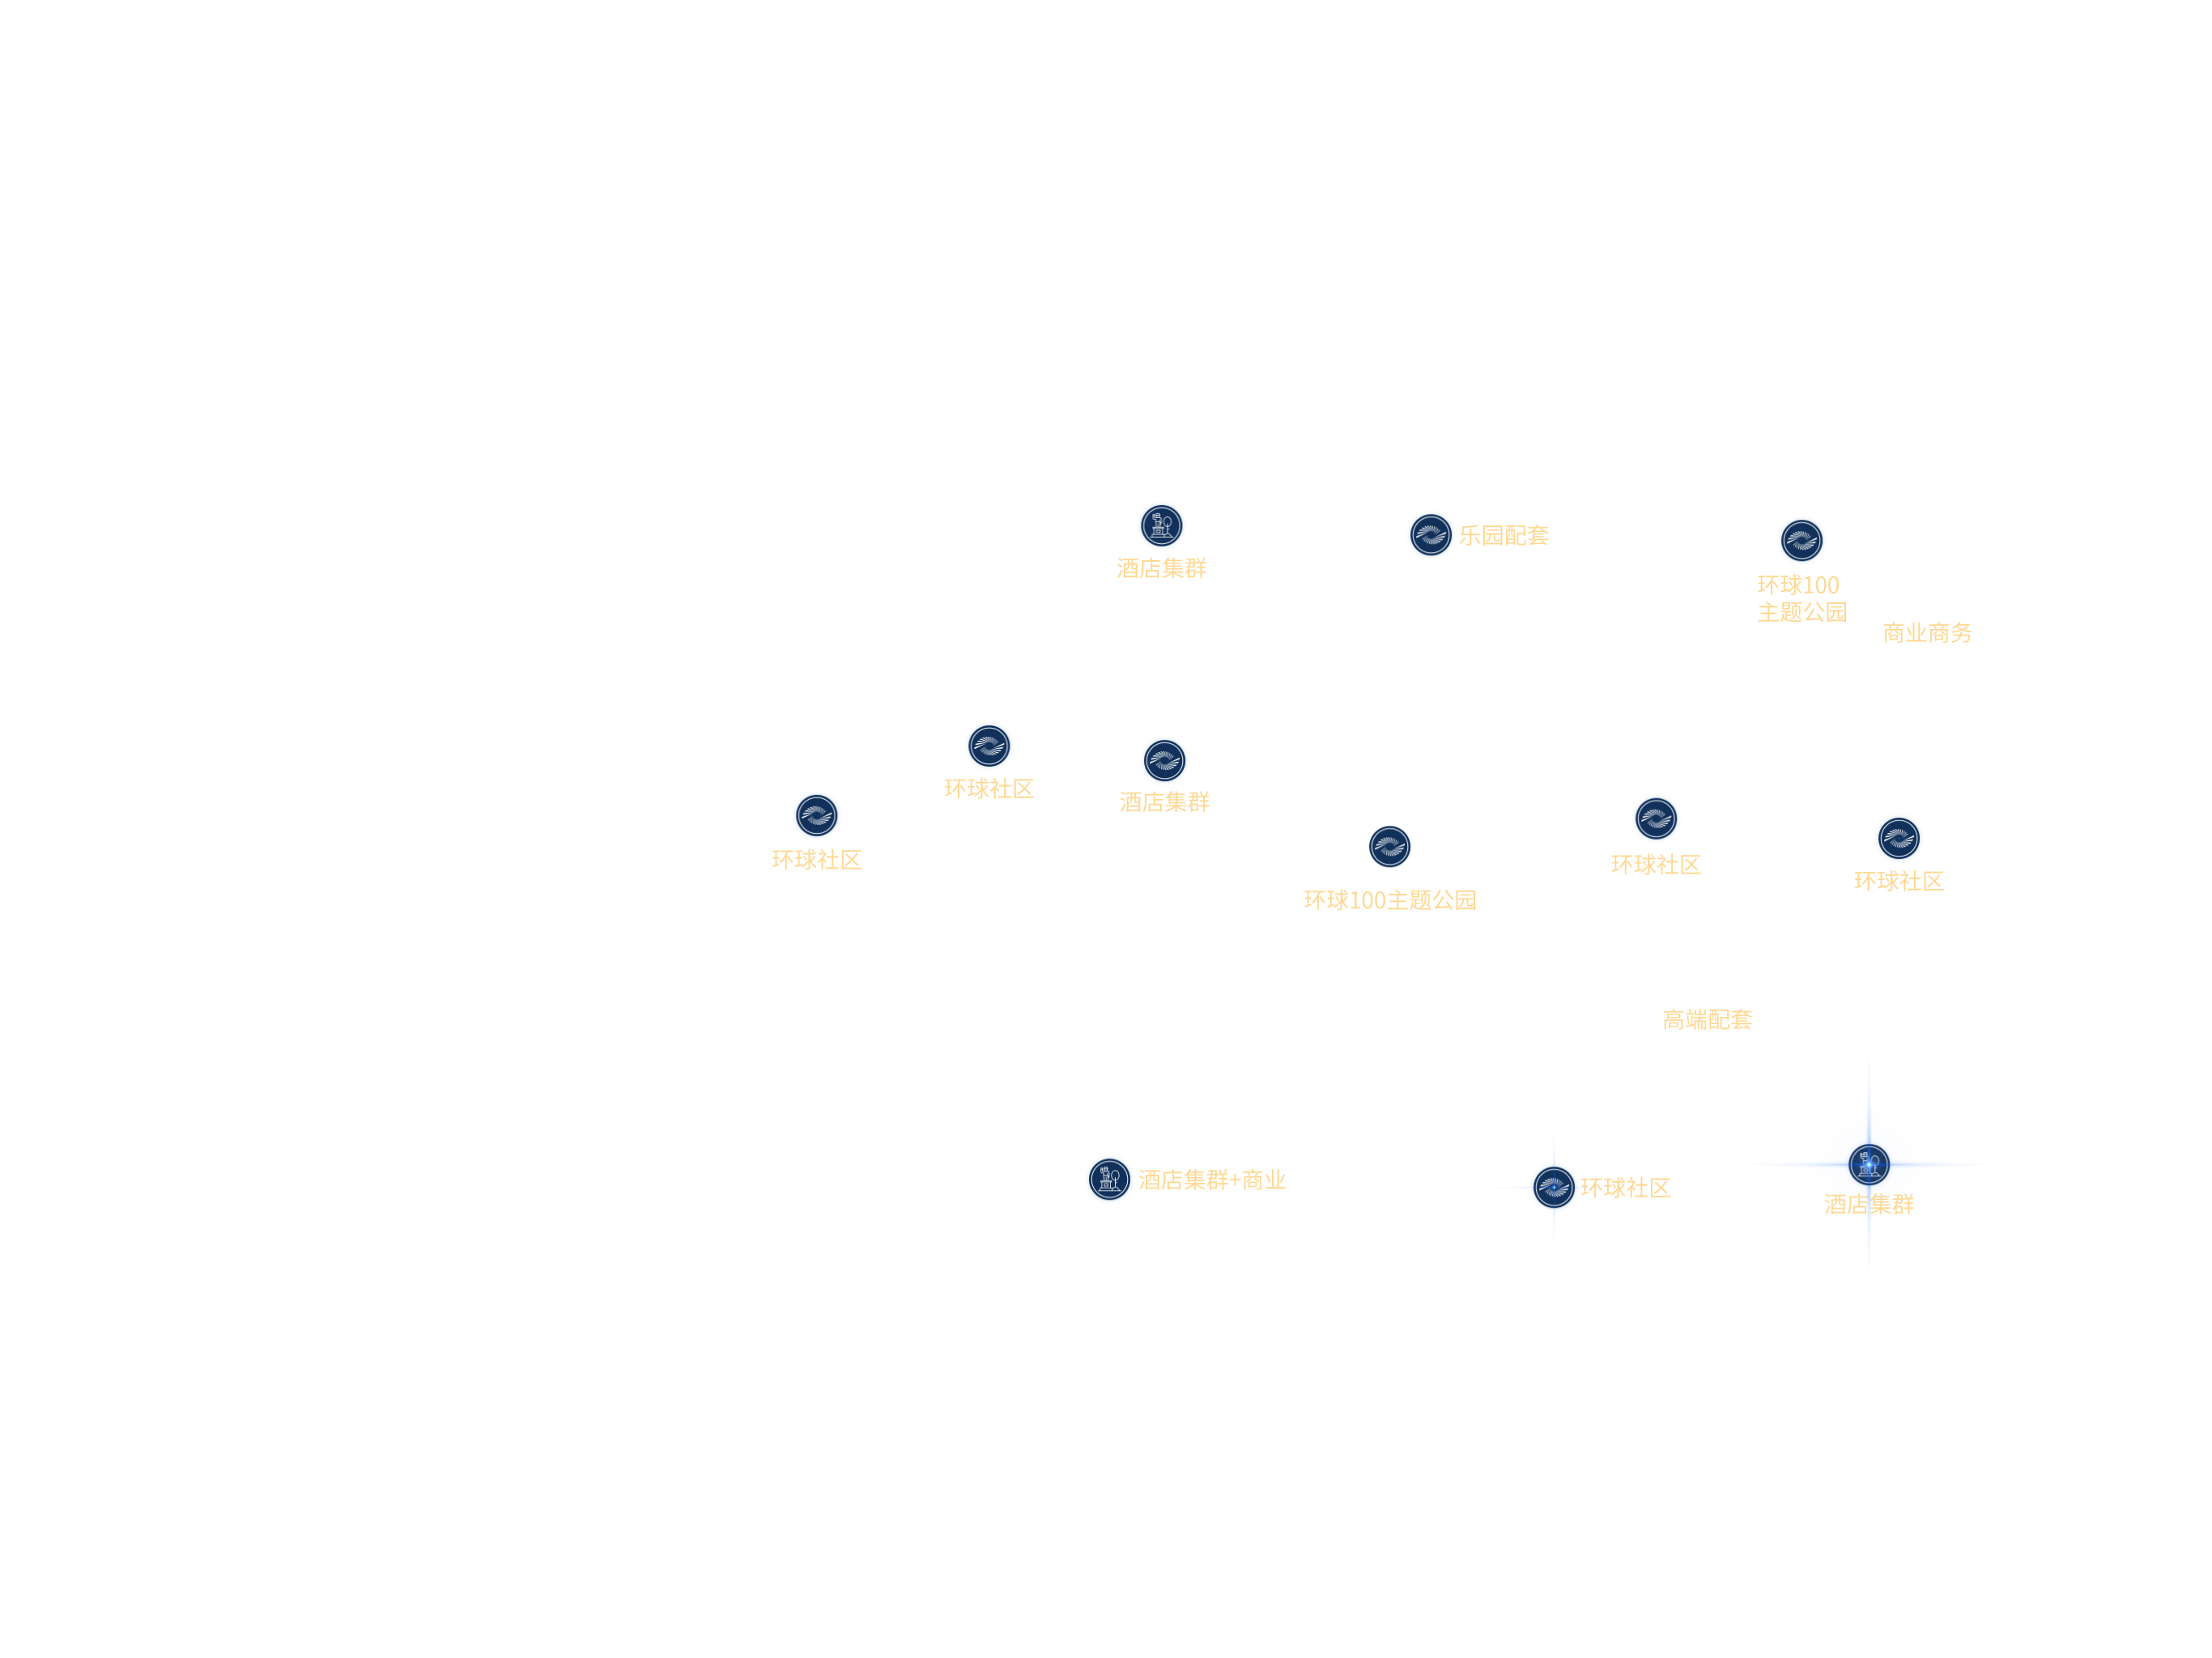 乐园配套
酒店集群
环球100
主题公园
商业商务
环球社区
酒店集群
环球社区
环球社区
环球社区
环球100主题公园
高端配套
酒店集群+商业
环球社区
酒店集群